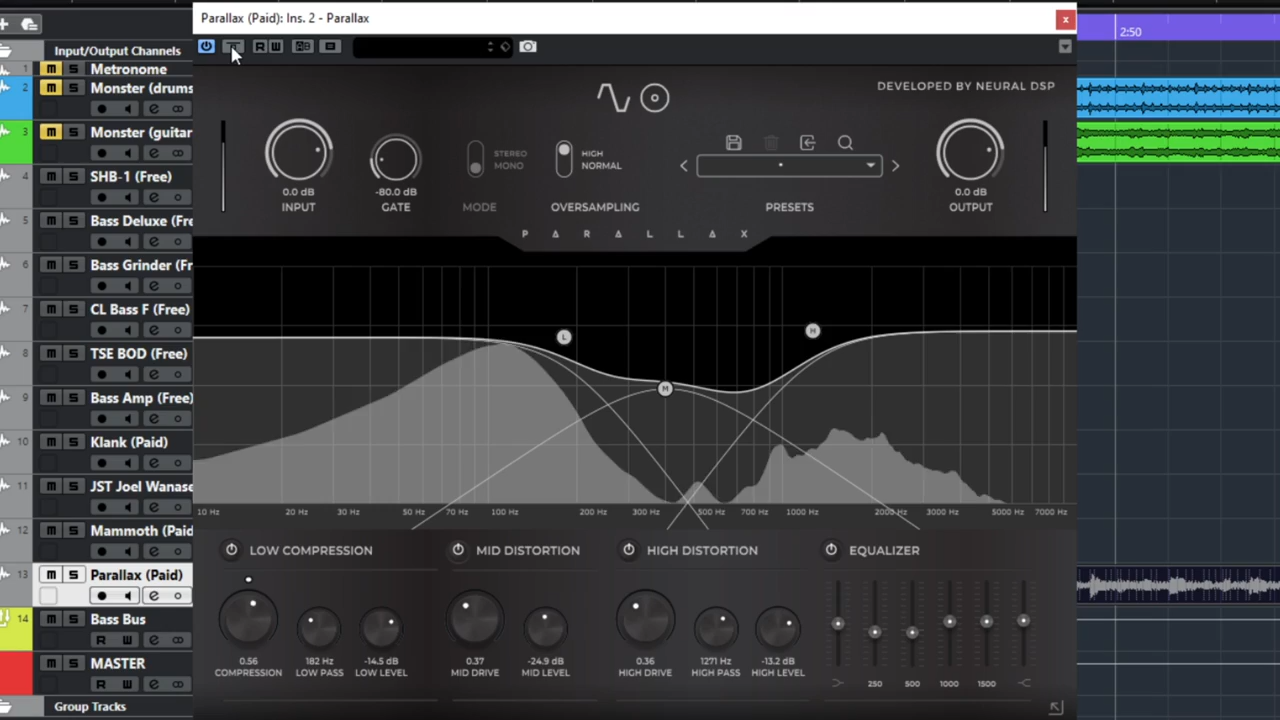 Parallax (Paid): Ins. 2 - Parallax
x
2:50
Input/Output Channels
R W
DEVELOPED BY NEURAL DSP
1 M S Metronome
2 M S Monster (drums
3 M S Monster (guitar
4 M S SHB-1 (Free)
5 M S Bass Deluxe (Fre
6 M S Bass Grinder (Fr
7 M S CL Bass F (Free)
8 M S TSE BOD (Free)
9 M S Bass Amp (Free)
10 M S Klank (Paid)
11 M S JST Joel Wanase
12 M S Mammoth (Paid
13 M S Parallax (Paid)
14 Bass Bus
R W
MASTER
R W
Group Tracks
STEREO
MONO
HIGH
NORMAL
0.0 dB
-80.0 dB
0.0 dB
INPUT
GATE
MODE
OVERSAMPLING
PRESETS
OUTPUT
PARALLAX
L
M
H
10 Hz 20 Hz 30 Hz 50 Hz 70 Hz 100 Hz 200 Hz 300 Hz 500 Hz 700 Hz 1000 Hz 2000 Hz 3000 Hz 5000 Hz 7000 Hz
LOW COMPRESSION
MID DISTORTION
HIGH DISTORTION
EQUALIZER
0.56 182 Hz -14.5 dB 0.37 -24.9 dB 0.36 1271 Hz -13.2 dB
COMPRESSION LOW PASS LOW LEVEL MID DRIVE MID LEVEL HIGH DRIVE HIGH PASS HIGH LEVEL
250 500 1000 1500